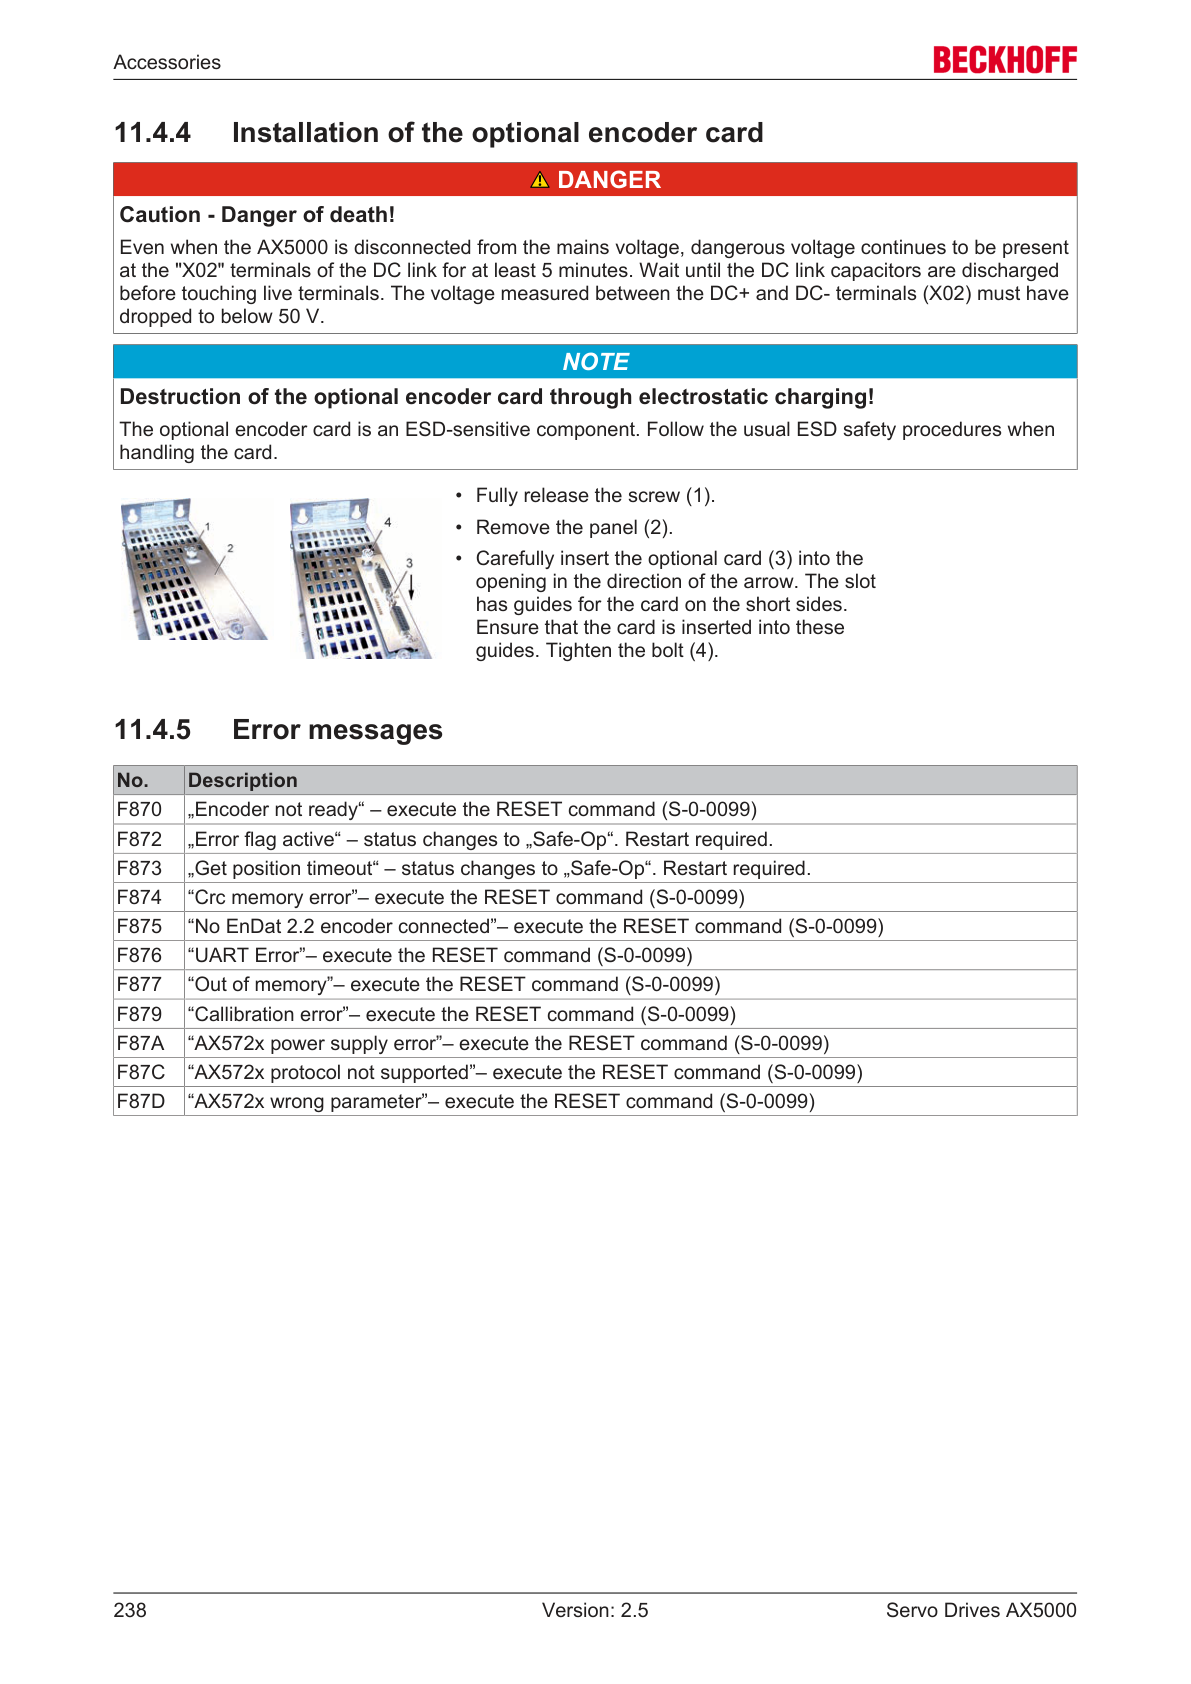 Accessories
BECKHOFF
11.4.4 Installation of the optional encoder card
DANGER
Caution - Danger of death!
Even when the AX5000 is disconnected from the mains voltage, dangerous voltage continues to be present
at the "X02" terminals of the DC link for at least 5 minutes. Wait until the DC link capacitors are discharged
before touching live terminals. The voltage measured between the DC+ and DC- terminals (X02) must have
dropped to below 50 V.
NOTE
Destruction of the optional encoder card through electrostatic charging!
The optional encoder card is an ESD-sensitive component. Follow the usual ESD safety procedures when
handling the card.
1
2
4
3
• Fully release the screw (1).
• Remove the panel (2).
• Carefully insert the optional card (3) into the
opening in the direction of the arrow. The slot
has guides for the card on the short sides.
Ensure that the card is inserted into these
guides. Tighten the bolt (4).
11.4.5 Error messages
No. Description
F870 „Encoder not ready“ – execute the RESET command (S-0-0099)
F872 „Error flag active“ – status changes to „Safe-Op“. Restart required.
F873 „Get position timeout“ – status changes to „Safe-Op“. Restart required.
F874 “Crc memory error”– execute the RESET command (S-0-0099)
F875 “No EnDat 2.2 encoder connected”– execute the RESET command (S-0-0099)
F876 “UART Error”– execute the RESET command (S-0-0099)
F877 “Out of memory”– execute the RESET command (S-0-0099)
F879 “Callibration error”– execute the RESET command (S-0-0099)
F87A “AX572x power supply error”– execute the RESET command (S-0-0099)
F87C “AX572x protocol not supported”– execute the RESET command (S-0-0099)
F87D “AX572x wrong parameter”– execute the RESET command (S-0-0099)
238 Version: 2.5 Servo Drives AX5000